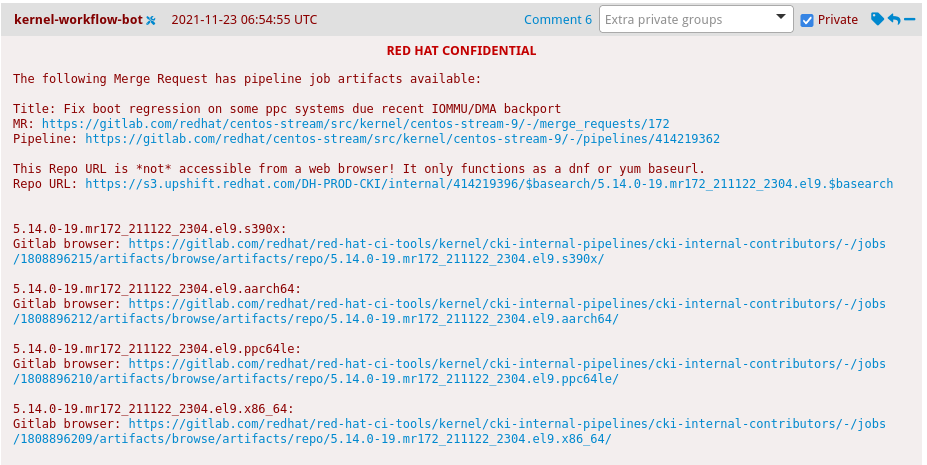 kernel-workflow-bot 2021-11-23 06:54:55 UTC Comment 6 Extra private groups Private
RED HAT CONFIDENTIAL
The following Merge Request has pipeline job artifacts available:
Title: Fix boot regression on some ppc systems due recent IOMMU/DMA backport
MR: https://gitlab.com/redhat/centos-stream/src/kernel/centos-stream-9/-/merge_requests/172
Pipeline: https://gitlab.com/redhat/centos-stream/src/kernel/centos-stream-9/-/pipelines/414219362
This Repo URL is *not* accessible from a web browser! It only functions as a dnf or yum baseurl.
Repo URL: https://s3.upshift.redhat.com/DH-PROD-CKI/internal/414219396/$basearch/5.14.0-19.mr172_211122_2304.el9.$basearch
5.14.0-19.mr172_211122_2304.el9.s390x:
Gitlab browser: https://gitlab.com/redhat/red-hat-ci-tools/kernel/cki-internal-pipelines/cki-internal-contributors/-/jobs
/1808896215/artifacts/browse/artifacts/repo/5.14.0-19.mr172_211122_2304.el9.s390x/
5.14.0-19.mr172_211122_2304.el9.aarch64:
Gitlab browser: https://gitlab.com/redhat/red-hat-ci-tools/kernel/cki-internal-pipelines/cki-internal-contributors/-/jobs
/1808896212/artifacts/browse/artifacts/repo/5.14.0-19.mr172_211122_2304.el9.aarch64/
5.14.0-19.mr172_211122_2304.el9.ppc64le:
Gitlab browser: https://gitlab.com/redhat/red-hat-ci-tools/kernel/cki-internal-pipelines/cki-internal-contributors/-/jobs
/1808896210/artifacts/browse/artifacts/repo/5.14.0-19.mr172_211122_2304.el9.ppc64le/
5.14.0-19.mr172_211122_2304.el9.x86_64:
Gitlab browser: https://gitlab.com/redhat/red-hat-ci-tools/kernel/cki-internal-pipelines/cki-internal-contributors/-/jobs
/1808896209/artifacts/browse/artifacts/repo/5.14.0-19.mr172_211122_2304.el9.x86_64/